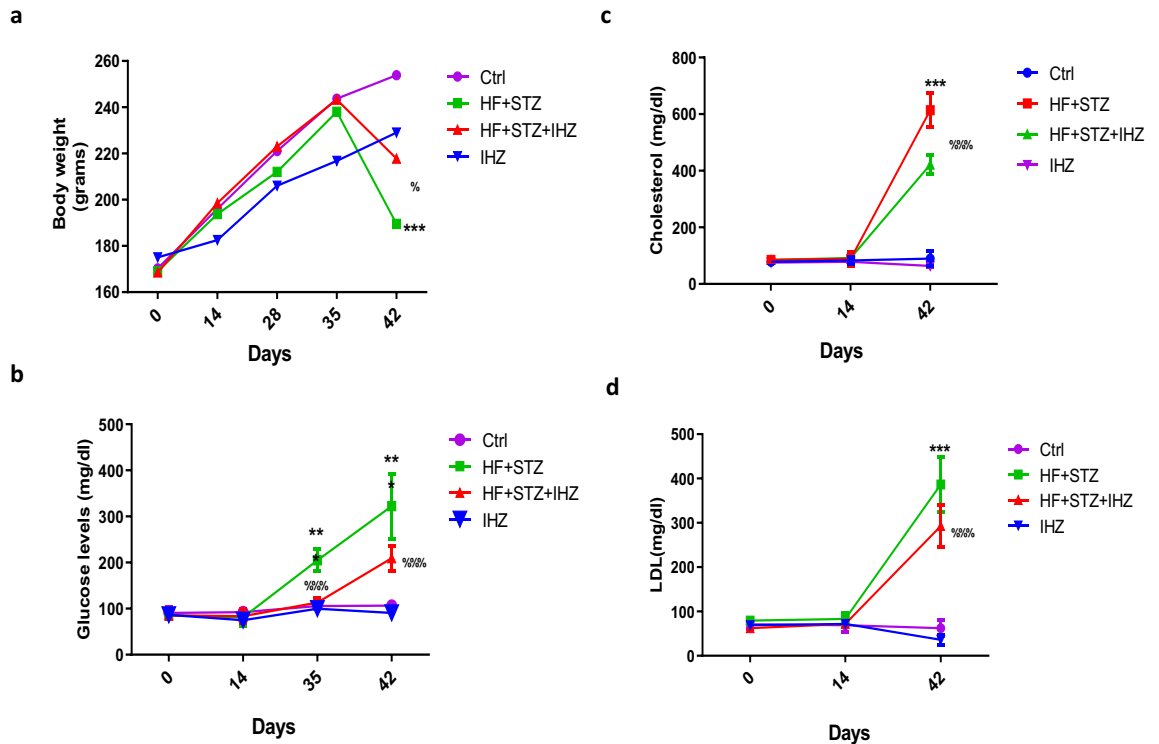 a
260
240
220
200
180
160
Body weight
(grams)
0
14
28
35
42
Days
Ctrl
HF+STZ
HF+STZ+IHZ
IHZ
%
***
b
500
400
300
200
100
0
Glucose levels (mg/dl)
0
14
35
42
Days
**
*
%%%
**
*
%%%
Ctrl
HF+STZ
HF+STZ+IHZ
IHZ
c
800
600
400
200
0
Cholesterol (mg/dl)
0
14
42
Days
***
%%%
Ctrl
HF+STZ
HF+STZ+IHZ
IHZ
d
500
400
300
200
100
0
LDL(mg/dl)
0
14
42
Days
***
%%%
Ctrl
HF+STZ
HF+STZ+IHZ
IHZ